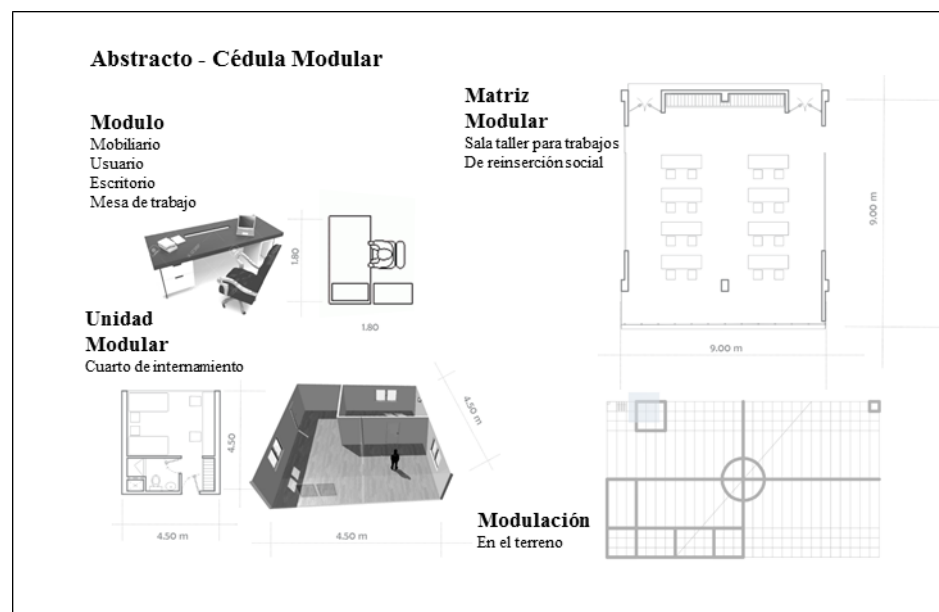 Abstracto - Cédula Modular
Modulo
Mobiliario
Usuario
Escritorio
Mesa de trabajo
1.80
1.80
Unidad
Modular
Cuarto de internamiento
4.50
4.50 m
4.50 m
4.50 m
Matriz
Modular
Sala taller para trabajos
De reinserción social
9.00 m
9.00 m
Modulación
En el terreno